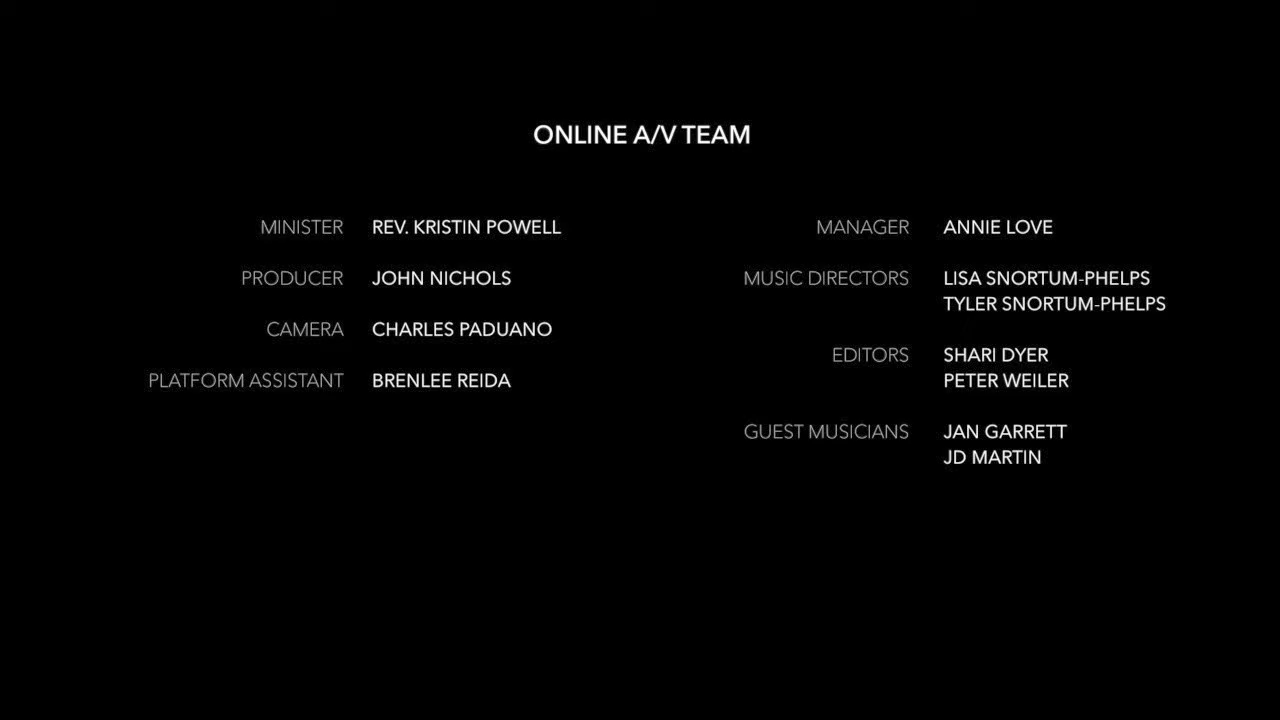 ONLINE A/V TEAM
MINISTER REV. KRISTIN POWELL
PRODUCER JOHN NICHOLS
CAMERA CHARLES PADUANO
PLATFORM ASSISTANT BRENLEE REIDA
MANAGER ANNIE LOVE
MUSIC DIRECTORS LISA SNORTUM-PHELPS
TYLER SNORTUM-PHELPS
EDITORS SHARI DYER
PETER WEILER
GUEST MUSICIANS JAN GARRETT
JD MARTIN